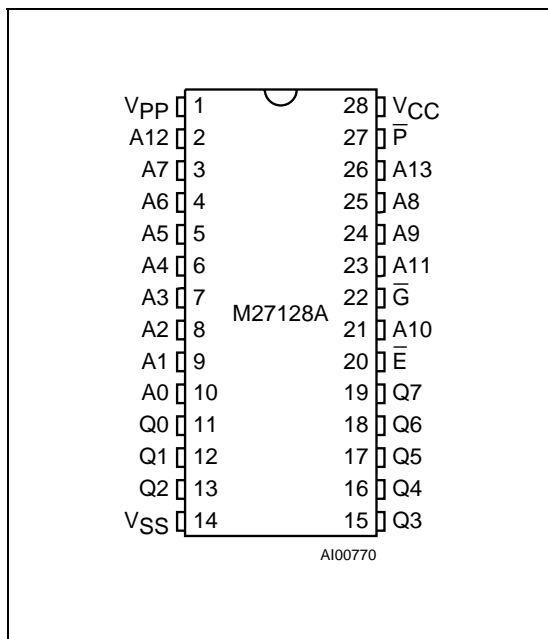 VPP 1 28 VCC
A12 2 27 P̅
A7 3 26 A13
A6 4 25 A8
A5 5 24 A9
A4 6 23 A11
A3 7 22 G̅
M27128A
A2 8 21 A10
A1 9 20 E̅
A0 10 19 Q7
Q0 11 18 Q6
Q1 12 17 Q5
Q2 13 16 Q4
VSS 14 15 Q3
AI00770